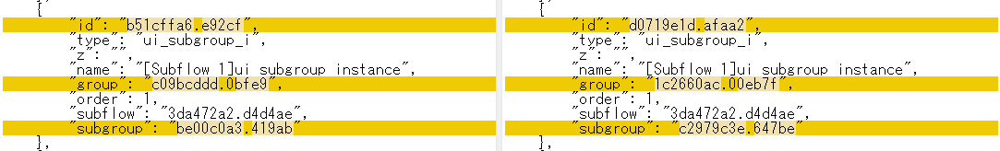 {
"id": "b51cffa6.e92cf",
"type": "ui_subgroup_i",
"z": "",
"name": "[Subflow 1]ui subgroup instance",
"group": "c09bcddd.0bfe9",
"order": 1,
"subflow": "3da472a2.d4d4ae",
"subgroup": "be00c0a3.419ab"
},
{
"id": "d0719e1d.afaa2",
"type": "ui_subgroup_i",
"z": "",
"name": "[Subflow 1]ui subgroup instance",
"group": "1c2660ac.00eb7f",
"order": 1,
"subflow": "3da472a2.d4d4ae",
"subgroup": "c2979c3e.647be"
},